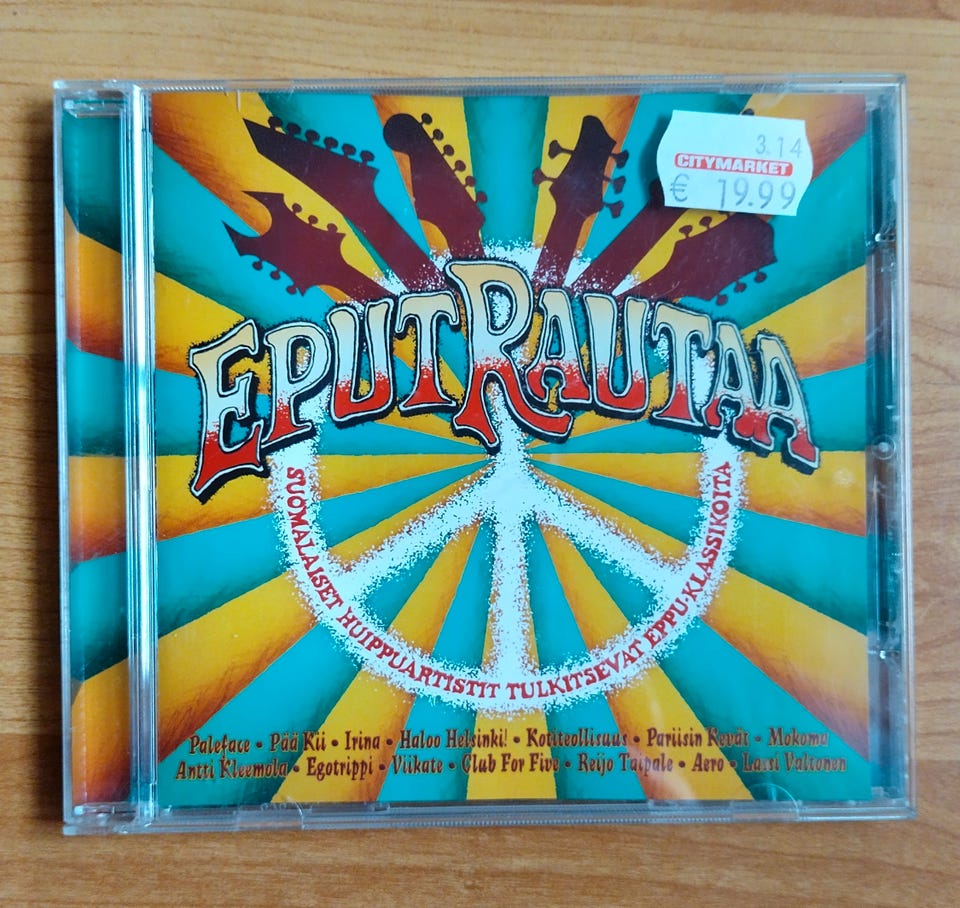 3.14
CITYMARKET
€ 19.99
EPUTRAUTAA
SUOMALAISET HUIPPUARTISTIT TULKITSEVAT EPPU-KLASSIKOITA
Paleface • Pää Kii • Irina • Haloo Helsinki! • Kotiteollisuus • Pariisin Kevät • Mokoma
Antti Kleemola • Egotrippi • Viikate • Club For Five • Reijo Taipale • Aero • Lassi Valtonen